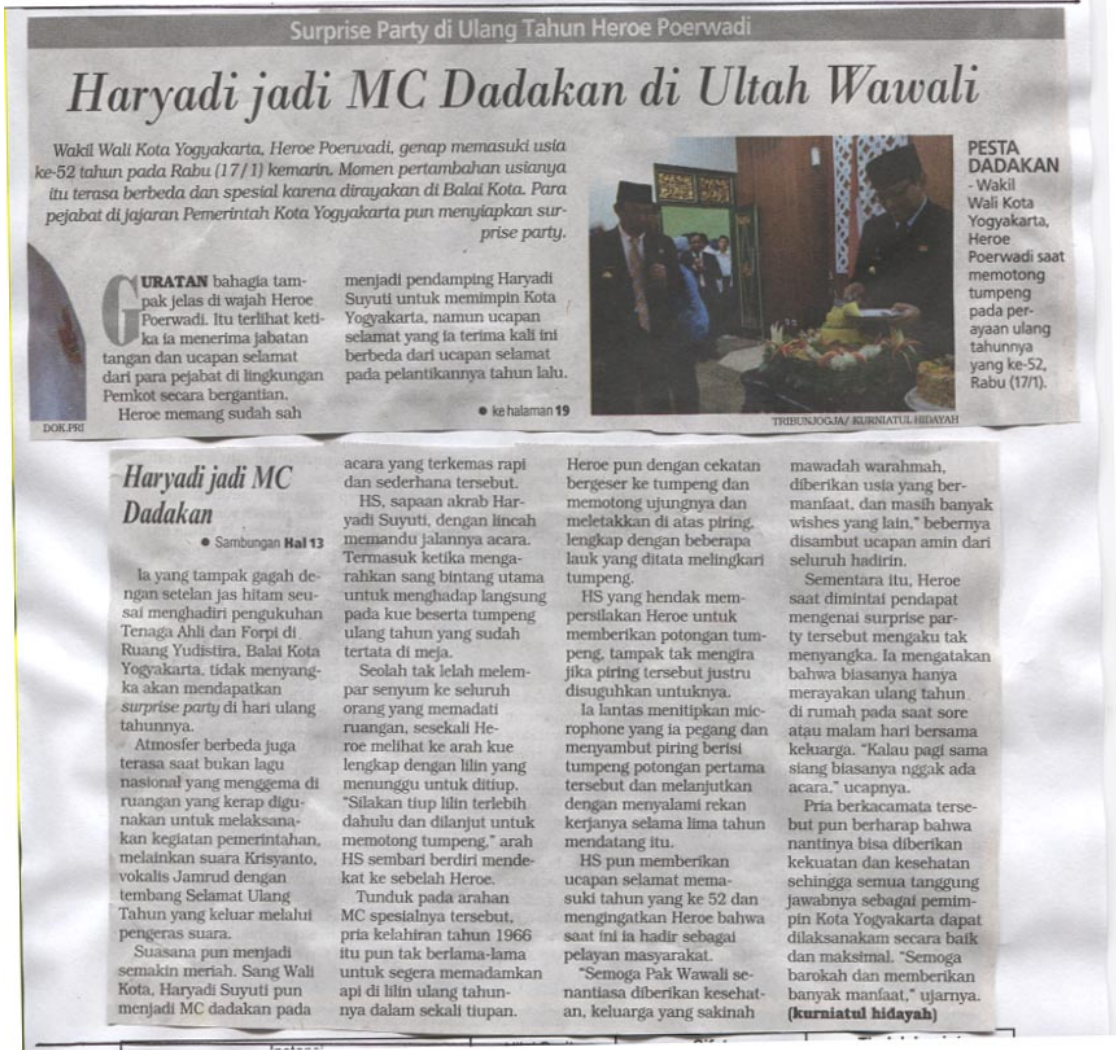 Surprise Party di Ulang Tahun Heroe Poerwadi
Haryadi jadi MC Dadakan di Ultah Wawali
Wakil Wali Kota Yogyakarta, Heroe Poerwadi, genap memasuki usia
ke-52 tahun pada Rabu (17/1) kemarin. Momen pertambahan usianya
itu terasa berbeda dan spesial karena dirayakan di Balai Kota. Para
pejabat di jajaran Pemerintah Kota Yogyakarta pun menyiapkan sur-
prise party.
GURATAN bahagia tam-
pak jelas di wajah Heroe
Poerwadi. Itu terlihat keti-
ka ia menerima jabatan
tangan dan ucapan selamat
dari para pejabat di lingkungan
Pemkot secara bergantian.
Heroe memang sudah sah
menjadi pendamping Haryadi
Suyuti untuk memimpin Kota
Yogyakarta, namun ucapan
selamat yang ia terima kali ini
berbeda dari ucapan selamat
pada pelantikannya tahun lalu.
● ke halaman 19
DOK.PRI
TRIBUNJOGJA/ KURNIATUL HIDAYAH
PESTA
DADAKAN
- Wakil
Wali Kota
Yogyakarta,
Heroe
Poerwadi saat
memotong
tumpeng
pada per-
ayaan ulang
tahunnya
yang ke-52,
Rabu (17/1).
Haryadi jadi MC
Dadakan
● Sambungan Hal 13
Ia yang tampak gagah de-
ngan setelan jas hitam seu-
sai menghadiri pengukuhan
Tenaga Ahli dan Forpi di
Ruang Yudistira, Balai Kota
Yogyakarta, tidak menyang-
ka akan mendapatkan
surprise party di hari ulang
tahunnya.
Atmosfer berbeda juga
terasa saat bukan lagu
nasional yang menggema di
ruangan yang kerap digu-
nakan untuk melaksana-
kan kegiatan pemerintahan,
melainkan suara Krisyanto,
vokalis Jamrud dengan
tembang Selamat Ulang
Tahun yang keluar melalui
pengeras suara.
Suasana pun menjadi
semakin meriah. Sang Wali
Kota, Haryadi Suyuti pun
menjadi MC dadakan pada
acara yang terkemas rapi
dan sederhana tersebut.
HS, sapaan akrab Har-
yadi Suyuti, dengan lincah
memandu jalannya acara.
Termasuk ketika menga-
rahkan sang bintang utama
untuk menghadap langsung
pada kue beserta tumpeng
ulang tahun yang sudah
tertata di meja.
Seolah tak lelah melem-
par senyum ke seluruh
orang yang memadati
ruangan, sesekali He-
roe melihat ke arah kue
lengkap dengan lilin yang
menunggu untuk ditiup.
"Silakan tiup lilin terlebih
dahulu dan dilanjut untuk
memotong tumpeng," arah
HS sembari berdiri mende-
kat ke sebelah Heroe.
Tunduk pada arahan
MC spesialnya tersebut,
pria kelahiran tahun 1966
itu pun tak berlama-lama
untuk segera memadamkan
api di lilin ulang tahun-
nya dalam sekali tiupan.
Heroe pun dengan cekatan
bergeser ke tumpeng dan
memotong ujungnya dan
meletakkan di atas piring,
lengkap dengan beberapa
lauk yang ditata melingkari
tumpeng.
HS yang hendak mem-
persilakan Heroe untuk
memberikan potongan tum-
peng, tampak tak mengira
jika piring tersebut justru
disuguhkan untuknya.
Ia lantas menitipkan mic-
rophone yang ia pegang dan
menyambut piring berisi
tumpeng potongan pertama
tersebut dan melanjutkan
dengan menyalami rekan
kerjanya selama lima tahun
mendatang itu.
HS pun memberikan
ucapan selamat mema-
suki tahun yang ke 52 dan
mengingatkan Heroe bahwa
saat ini ia hadir sebagai
pelayan masyarakat.
"Semoga Pak Wawali se-
nantiasa diberikan kesehat-
an, keluarga yang sakinah
mawadah warahmah,
diberikan usia yang ber-
manfaat, dan masih banyak
wishes yang lain," bebernya
disambut ucapan amin dari
seluruh hadirin.
Sementara itu, Heroe
saat dimintai pendapat
mengenai surprise par-
ty tersebut mengaku tak
menyangka. Ia mengatakan
bahwa biasanya hanya
merayakan ulang tahun
di rumah pada saat sore
atau malam hari bersama
keluarga. "Kalau pagi sama
siang biasanya nggak ada
acara," ucapnya.
Pria berkacamata terse-
but pun berharap bahwa
nantinya bisa diberikan
kekuatan dan kesehatan
sehingga semua tanggung
jawabnya sebagai pemim-
pin Kota Yogyakarta dapat
dilaksanakam secara baik
dan maksimal. "Semoga
barokah dan memberikan
banyak manfaat," ujarnya.
(kurniatul hidayah)